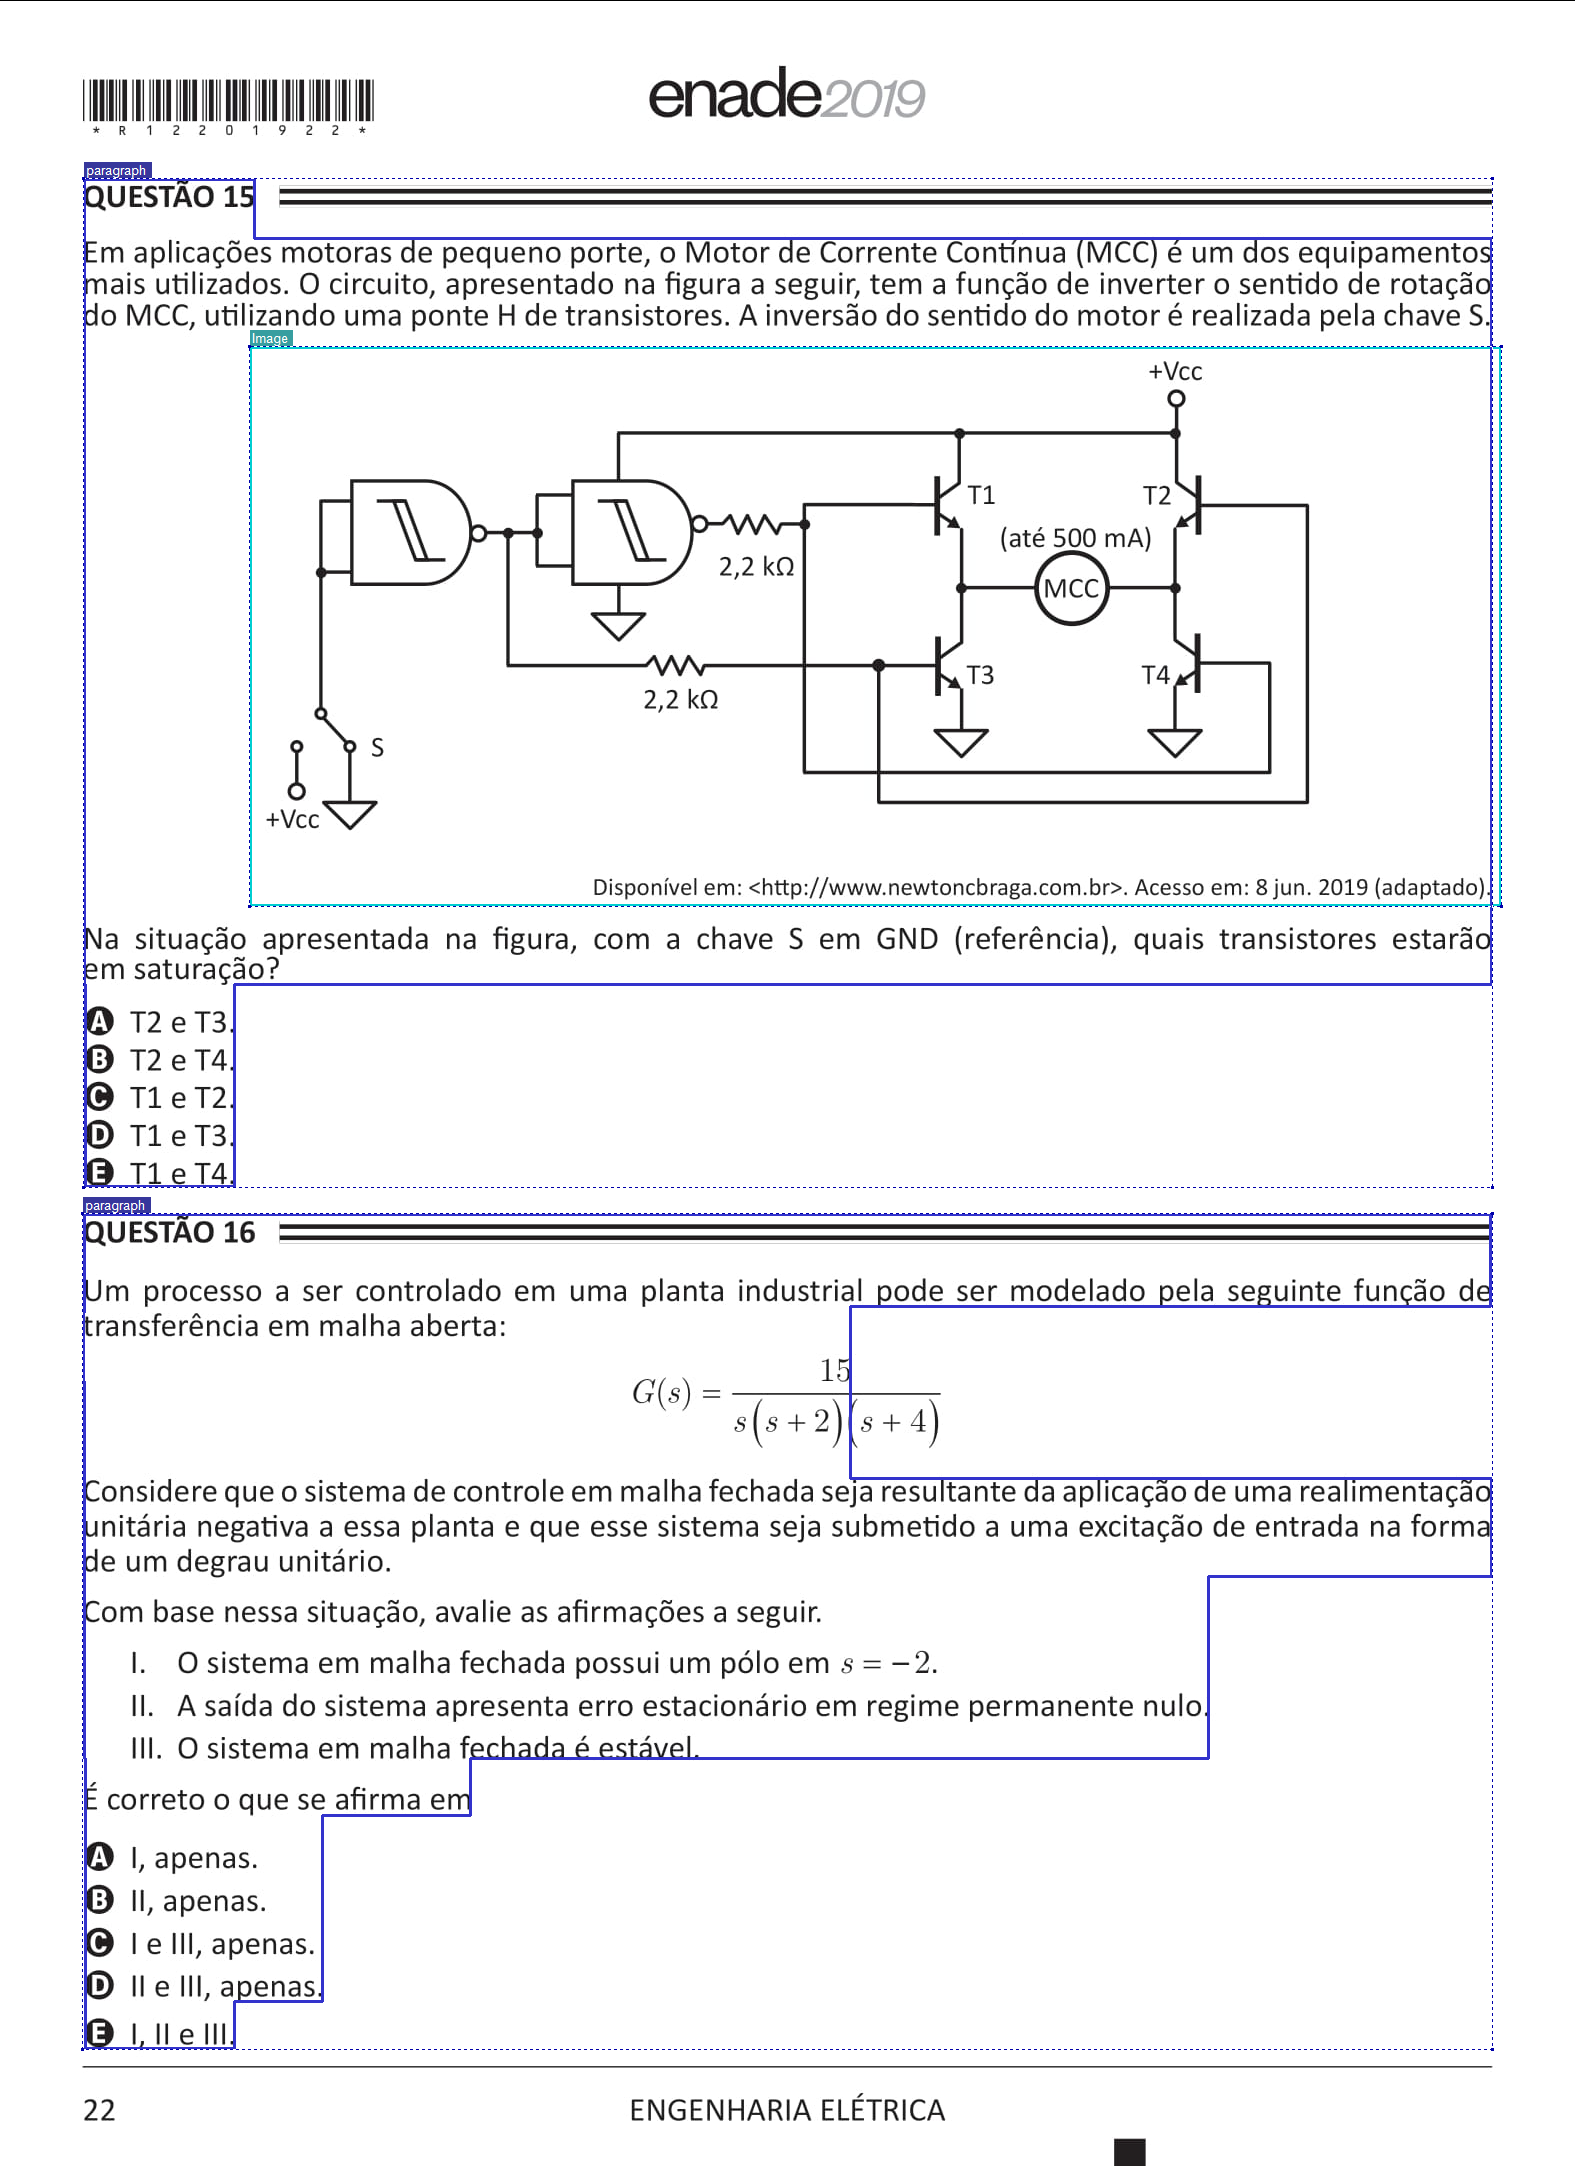 enade2019
* R 1 2 2 0 1 9 2 2 *
paragraph
QUESTÃO 15
Em aplicações motoras de pequeno porte, o Motor de Corrente Contínua (MCC) é um dos equipamentos
mais utilizados. O circuito, apresentado na figura a seguir, tem a função de inverter o sentido de rotação
do MCC, utilizando uma ponte H de transistores. A inversão do sentido do motor é realizada pela chave S.
Image
+Vcc
T1
T2
(até 500 mA)
2,2 kΩ
MCC
T3
T4
2,2 kΩ
S
+Vcc
Disponível em: <http://www.newtoncbraga.com.br>. Acesso em: 8 jun. 2019 (adaptado).
Na situação apresentada na figura, com a chave S em GND (referência), quais transistores estarão
em saturação?
A T2 e T3.
B T2 e T4.
C T1 e T2.
D T1 e T3.
E T1 e T4.
paragraph
QUESTÃO 16
Um processo a ser controlado em uma planta industrial pode ser modelado pela seguinte função de
transferência em malha aberta:
G(s) = 15 / s(s + 2)(s + 4)
Considere que o sistema de controle em malha fechada seja resultante da aplicação de uma realimentação
unitária negativa a essa planta e que esse sistema seja submetido a uma excitação de entrada na forma
de um degrau unitário.
Com base nessa situação, avalie as afirmações a seguir.
I. O sistema em malha fechada possui um pólo em s = −2.
II. A saída do sistema apresenta erro estacionário em regime permanente nulo.
III. O sistema em malha fechada é estável.
É correto o que se afirma em
A I, apenas.
B II, apenas.
C I e III, apenas.
D II e III, apenas.
E I, II e III.
22
ENGENHARIA ELÉTRICA